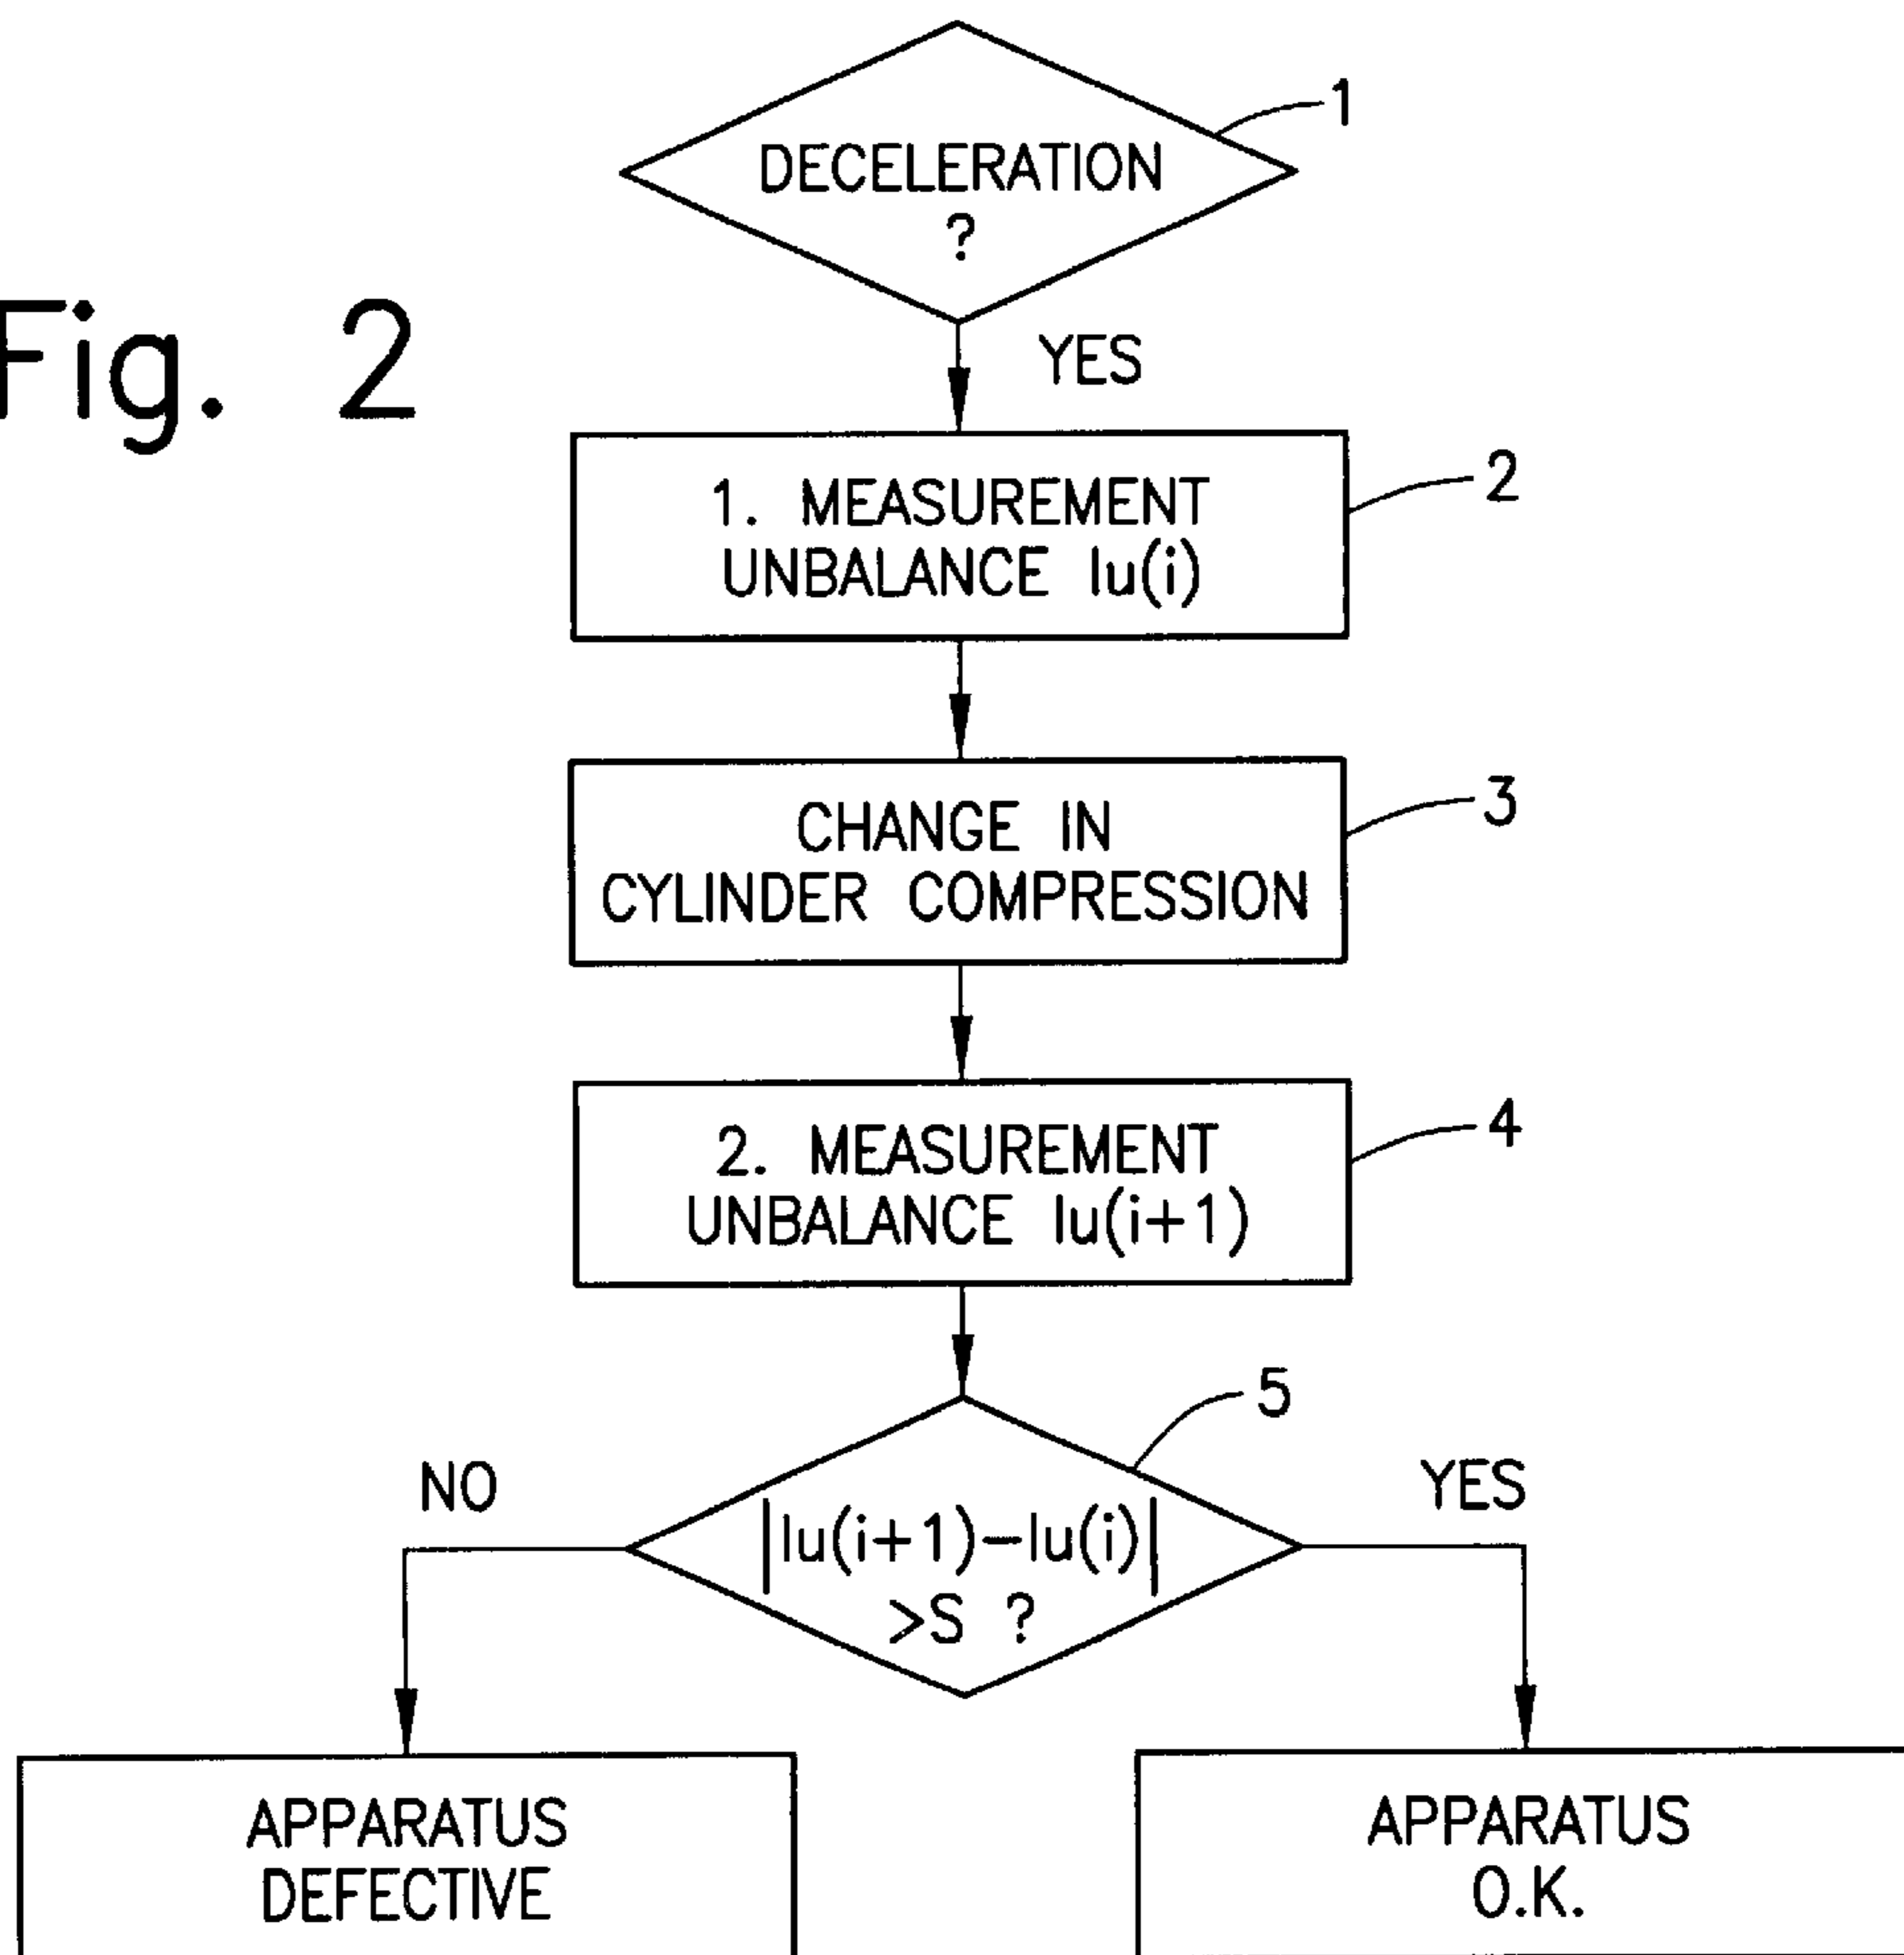 Fig. 2
1
DECELERATION
?
YES
1. MEASUREMENT
UNBALANCE lu(i)
2
CHANGE IN
CYLINDER COMPRESSION
3
2. MEASUREMENT
UNBALANCE lu(i+1)
4
5
NO
YES
|lu(i+1)-lu(i)|
>S ?
APPARATUS
DEFECTIVE
APPARATUS
O.K.